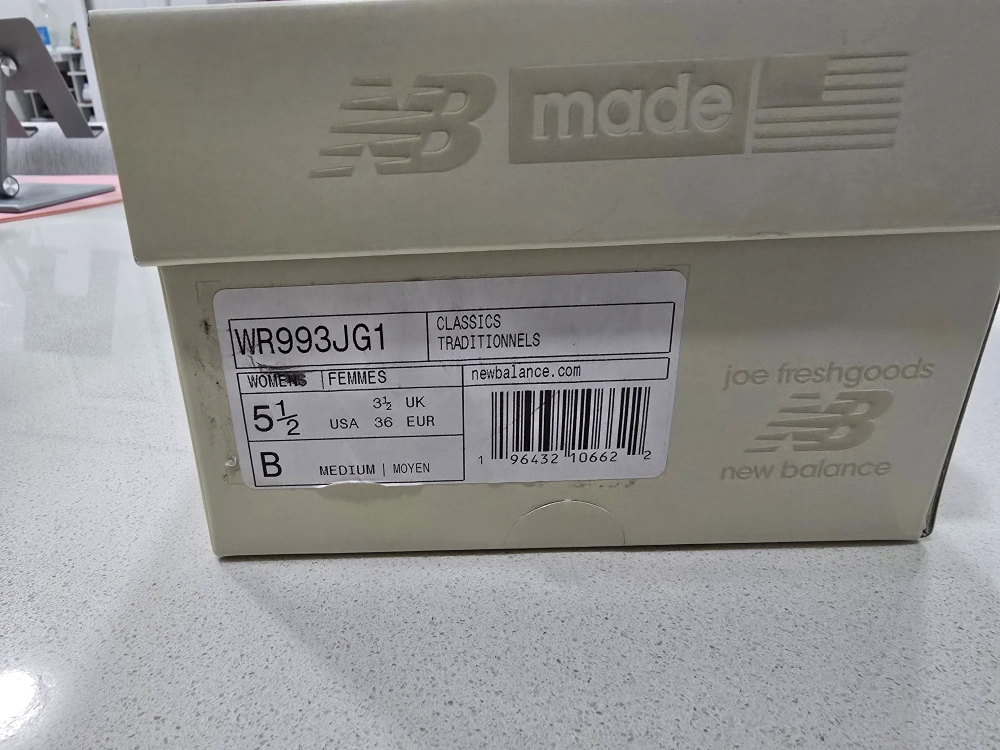 NB made
WR993JG1
CLASSICS
TRADITIONNELS
WOMENS | FEMMES
newbalance.com
5½ USA
3½ UK
36 EUR
B MEDIUM | MOYEN
1 96432 10662 2
joe freshgoods
NB
new balance